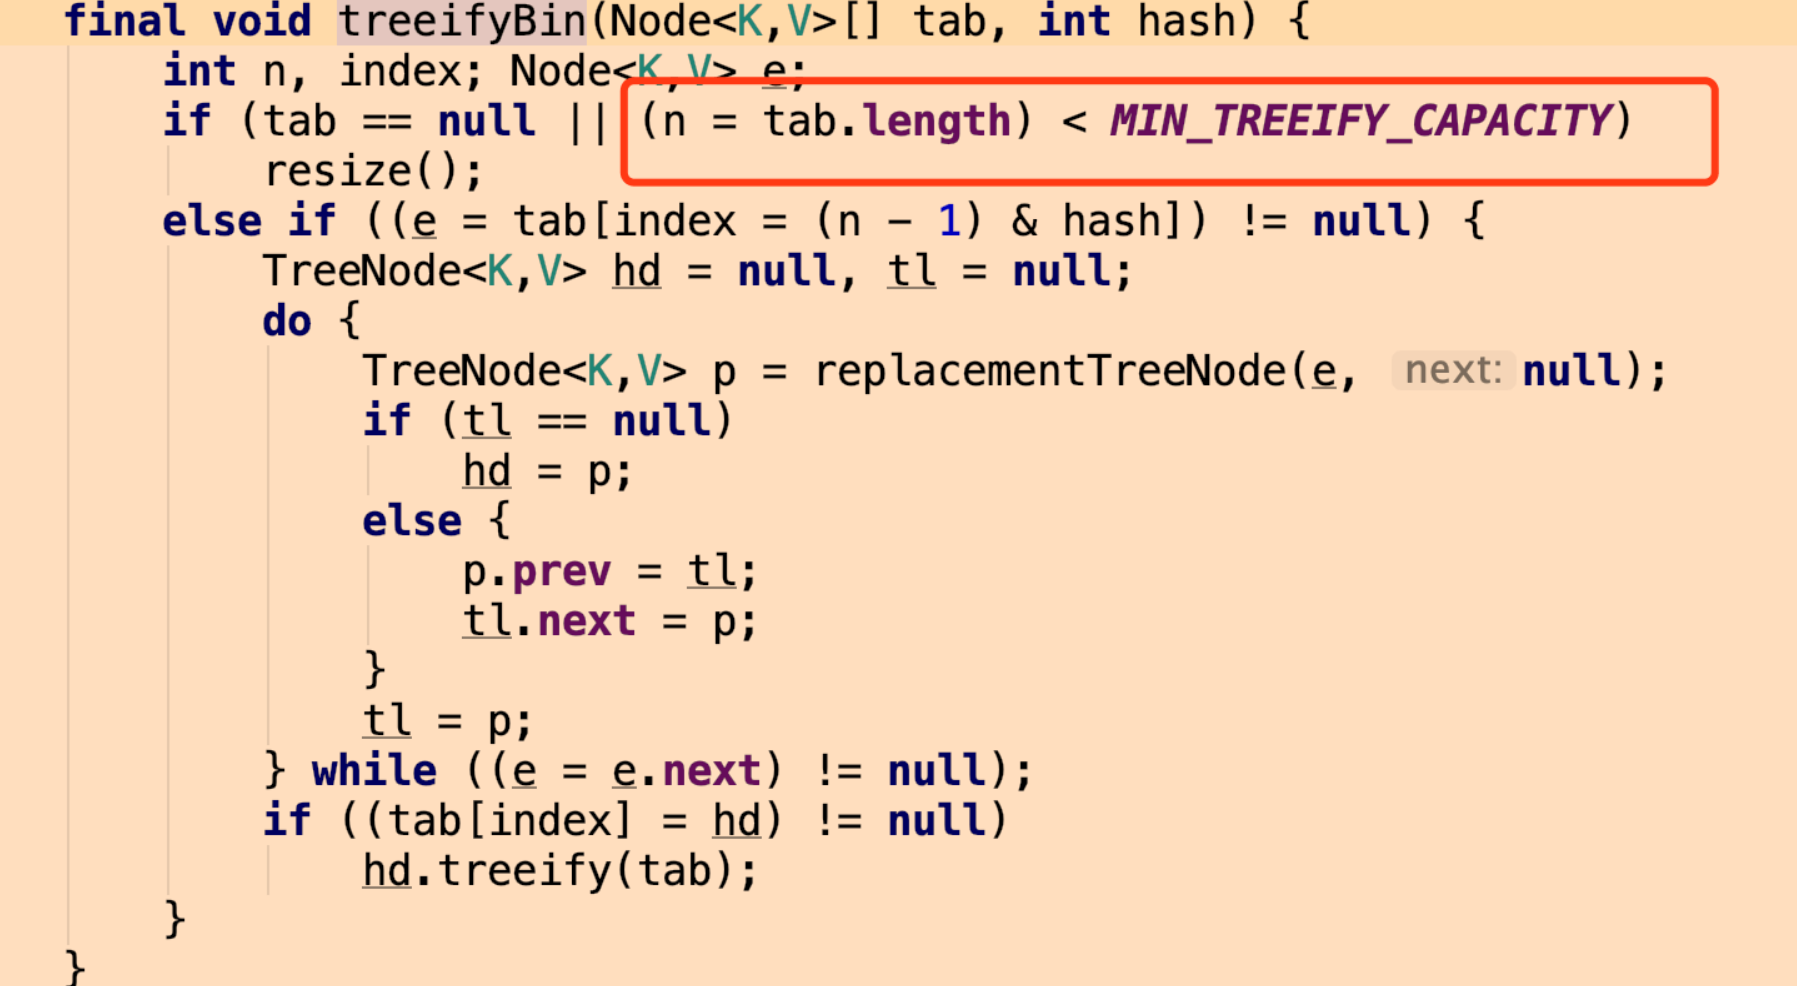 final void treeifyBin(Node<K,V>[] tab, int hash) {
int n, index; Node<K,V> e;
if (tab == null || (n = tab.length) < MIN_TREEIFY_CAPACITY)
resize();
else if ((e = tab[index = (n - 1) & hash]) != null) {
TreeNode<K,V> hd = null, tl = null;
do {
TreeNode<K,V> p = replacementTreeNode(e, next: null);
if (tl == null)
hd = p;
else {
p.prev = tl;
tl.next = p;
}
tl = p;
} while ((e = e.next) != null);
if ((tab[index] = hd) != null)
hd.treeify(tab);
}
}